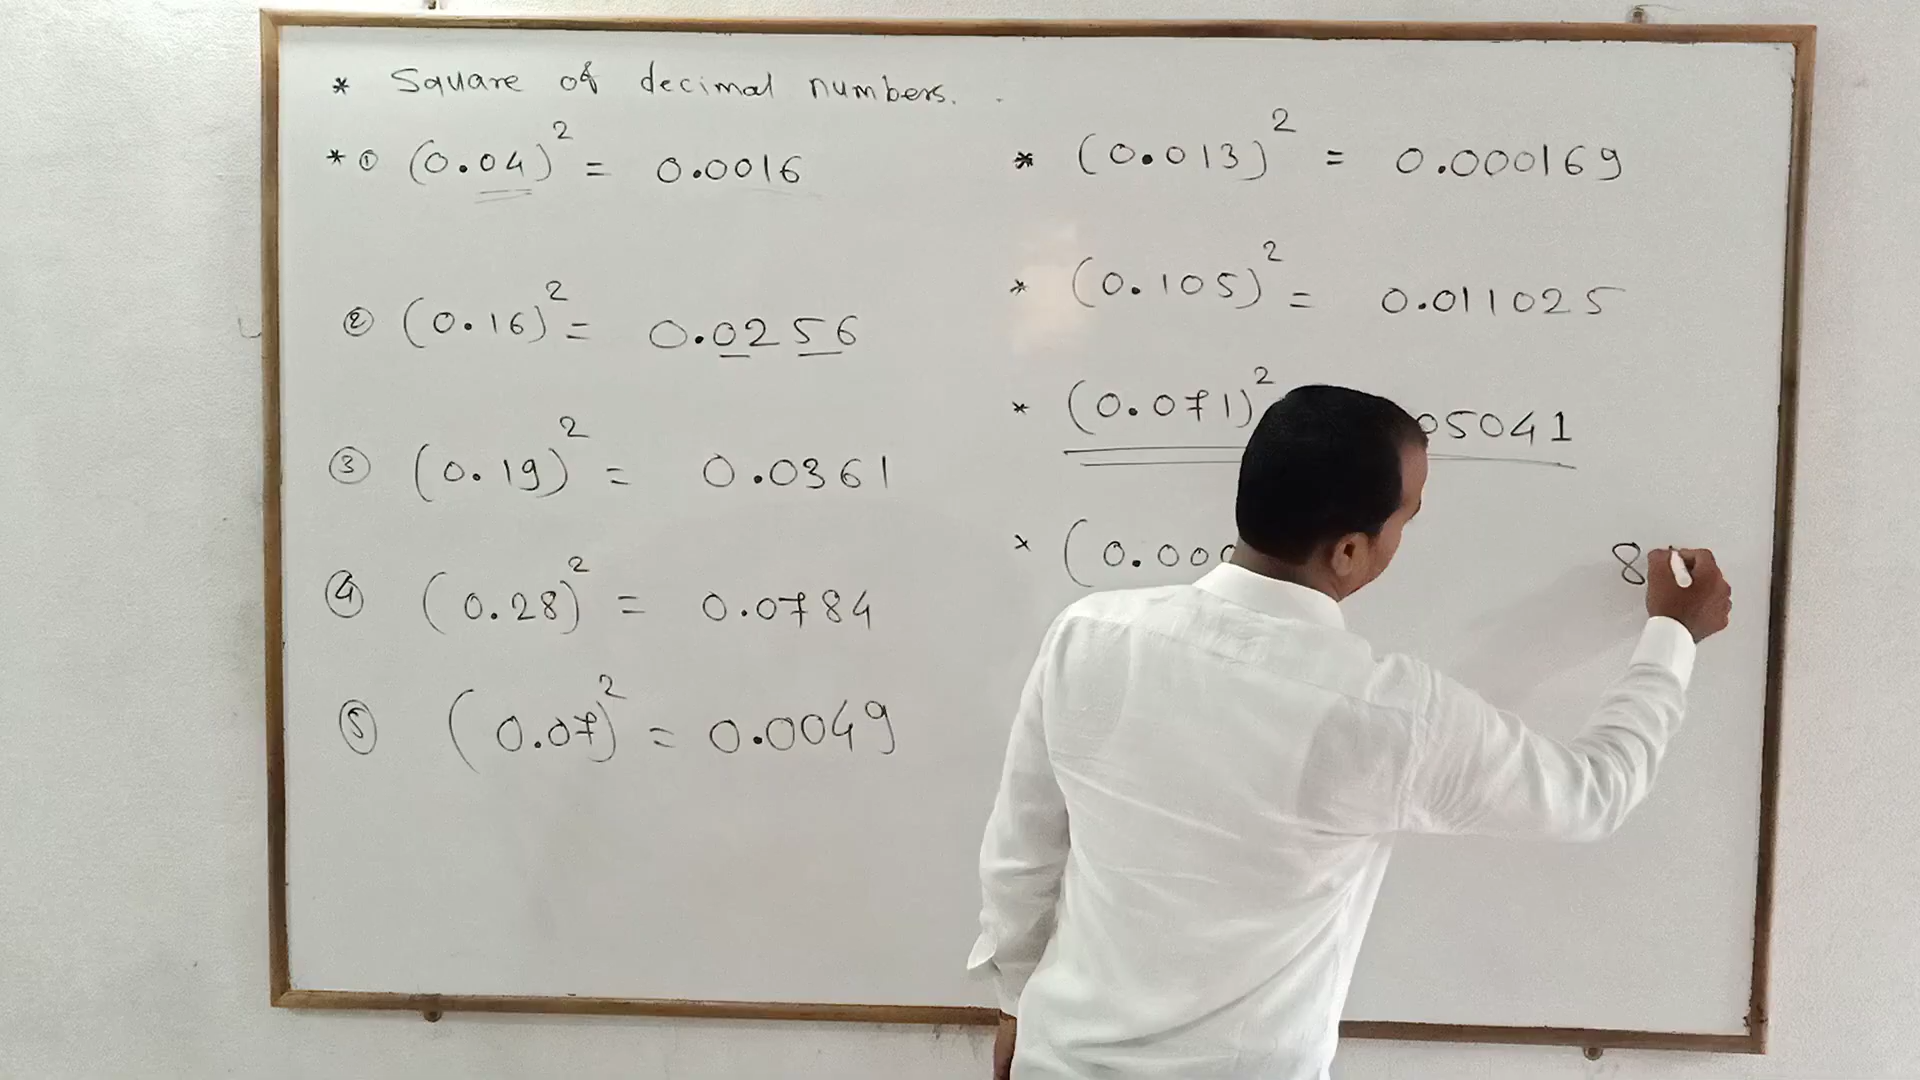 * Square of decimal numbers.
* ① (0.04)² = 0.0016
② (0.16)² = 0.0256
③ (0.19)² = 0.0361
④ (0.28)² = 0.0784
⑤ (0.07)² = 0.0049
* (0.013)² = 0.000169
* (0.105)² = 0.011025
* (0.071)² 05041
* (0.000 8